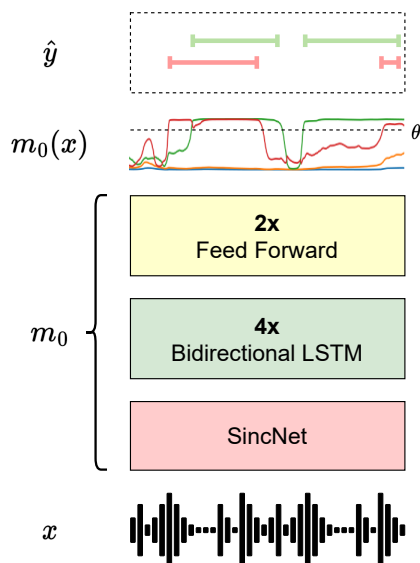 ŷ
m₀(x)
θ
m₀
2x
Feed Forward
4x
Bidirectional LSTM
SincNet
x